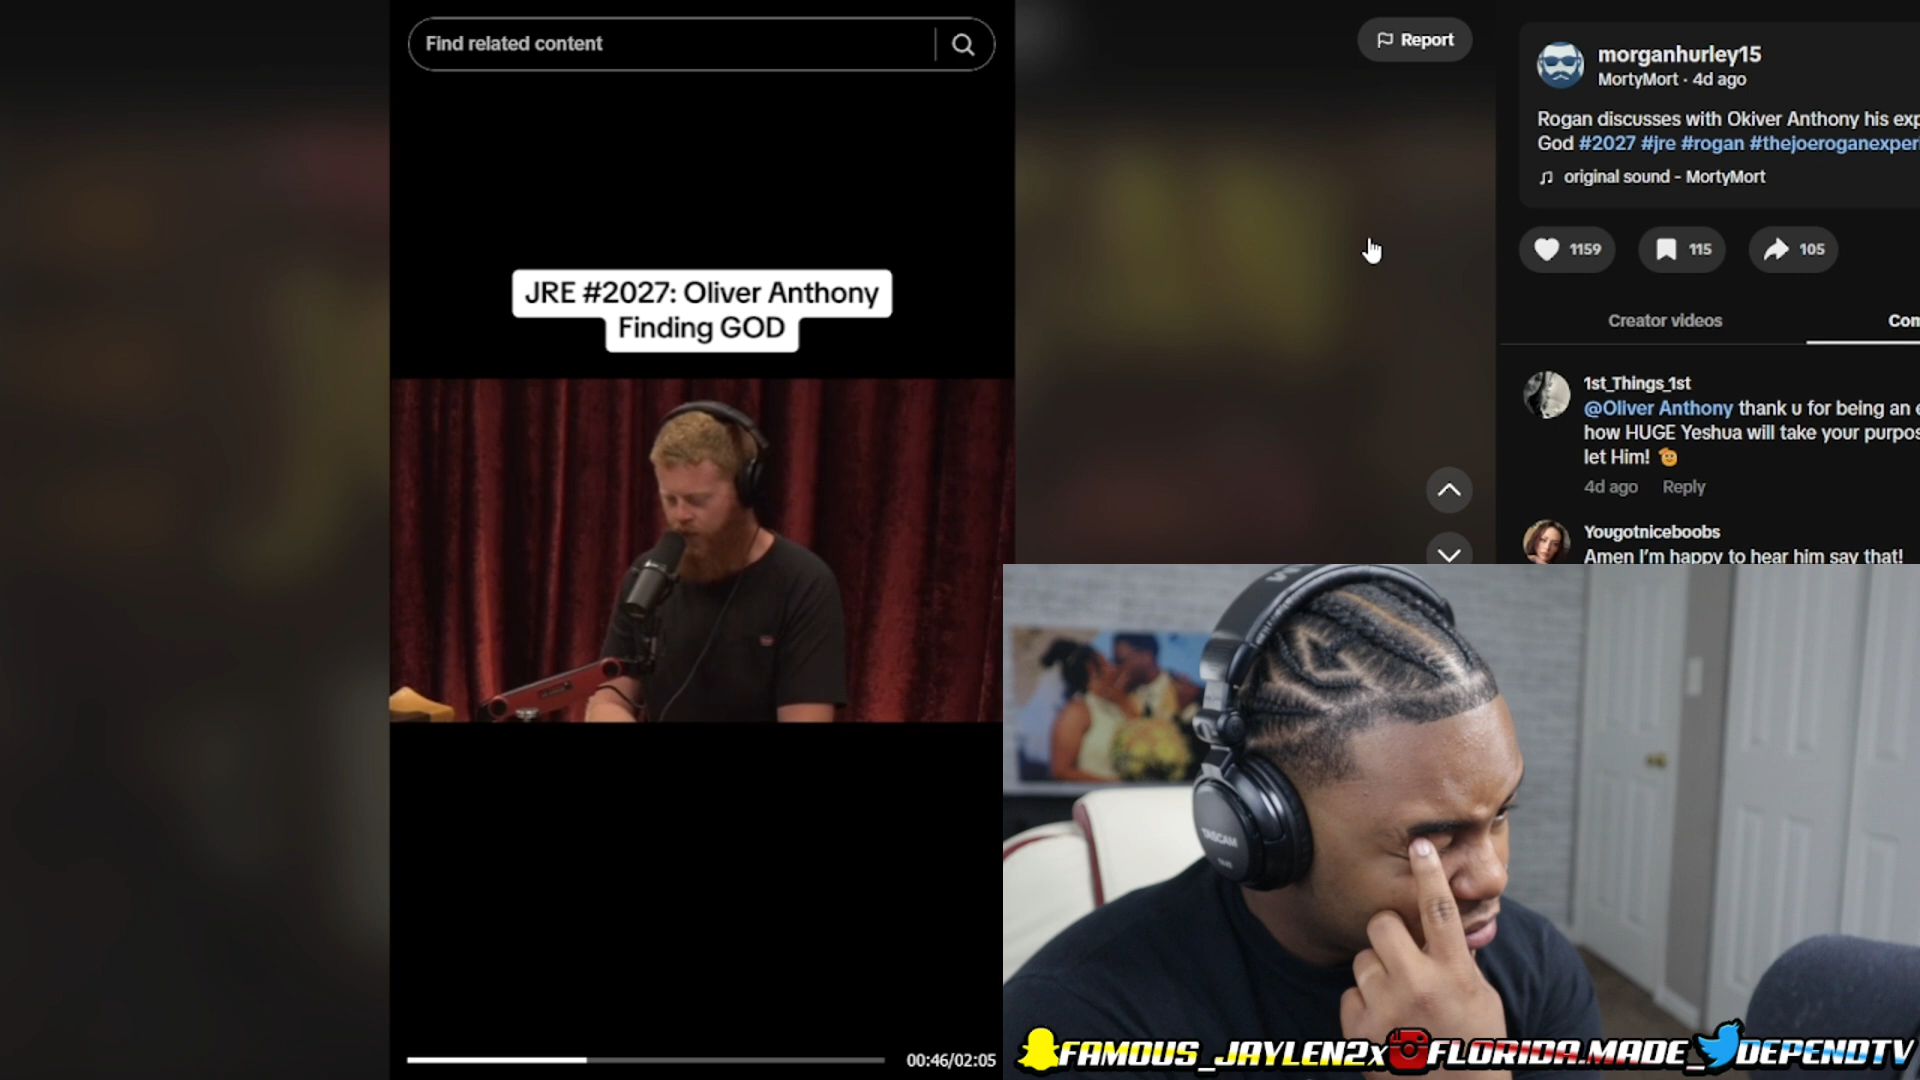 Find related content
Report
JRE #2027: Oliver Anthony
Finding GOD
00:46/02:05
morganhurley15
MortyMort · 4d ago
Rogan discusses with Okiver Anthony his exp
God #2027 #jre #rogan #thejoeroganexper
original sound - MortyMort
1159
115
105
Creator videos
Com
1st_Things_1st
@Oliver Anthony thank u for being an
how HUGE Yeshua will take your purpos
let Him! 🫡
4d ago Reply
Yougotniceboobs
Amen I'm happy to hear him say that!
TASCAM
FAMOUS_JAYLEN2X
FLORIDA.MADE_
DEPENDTV